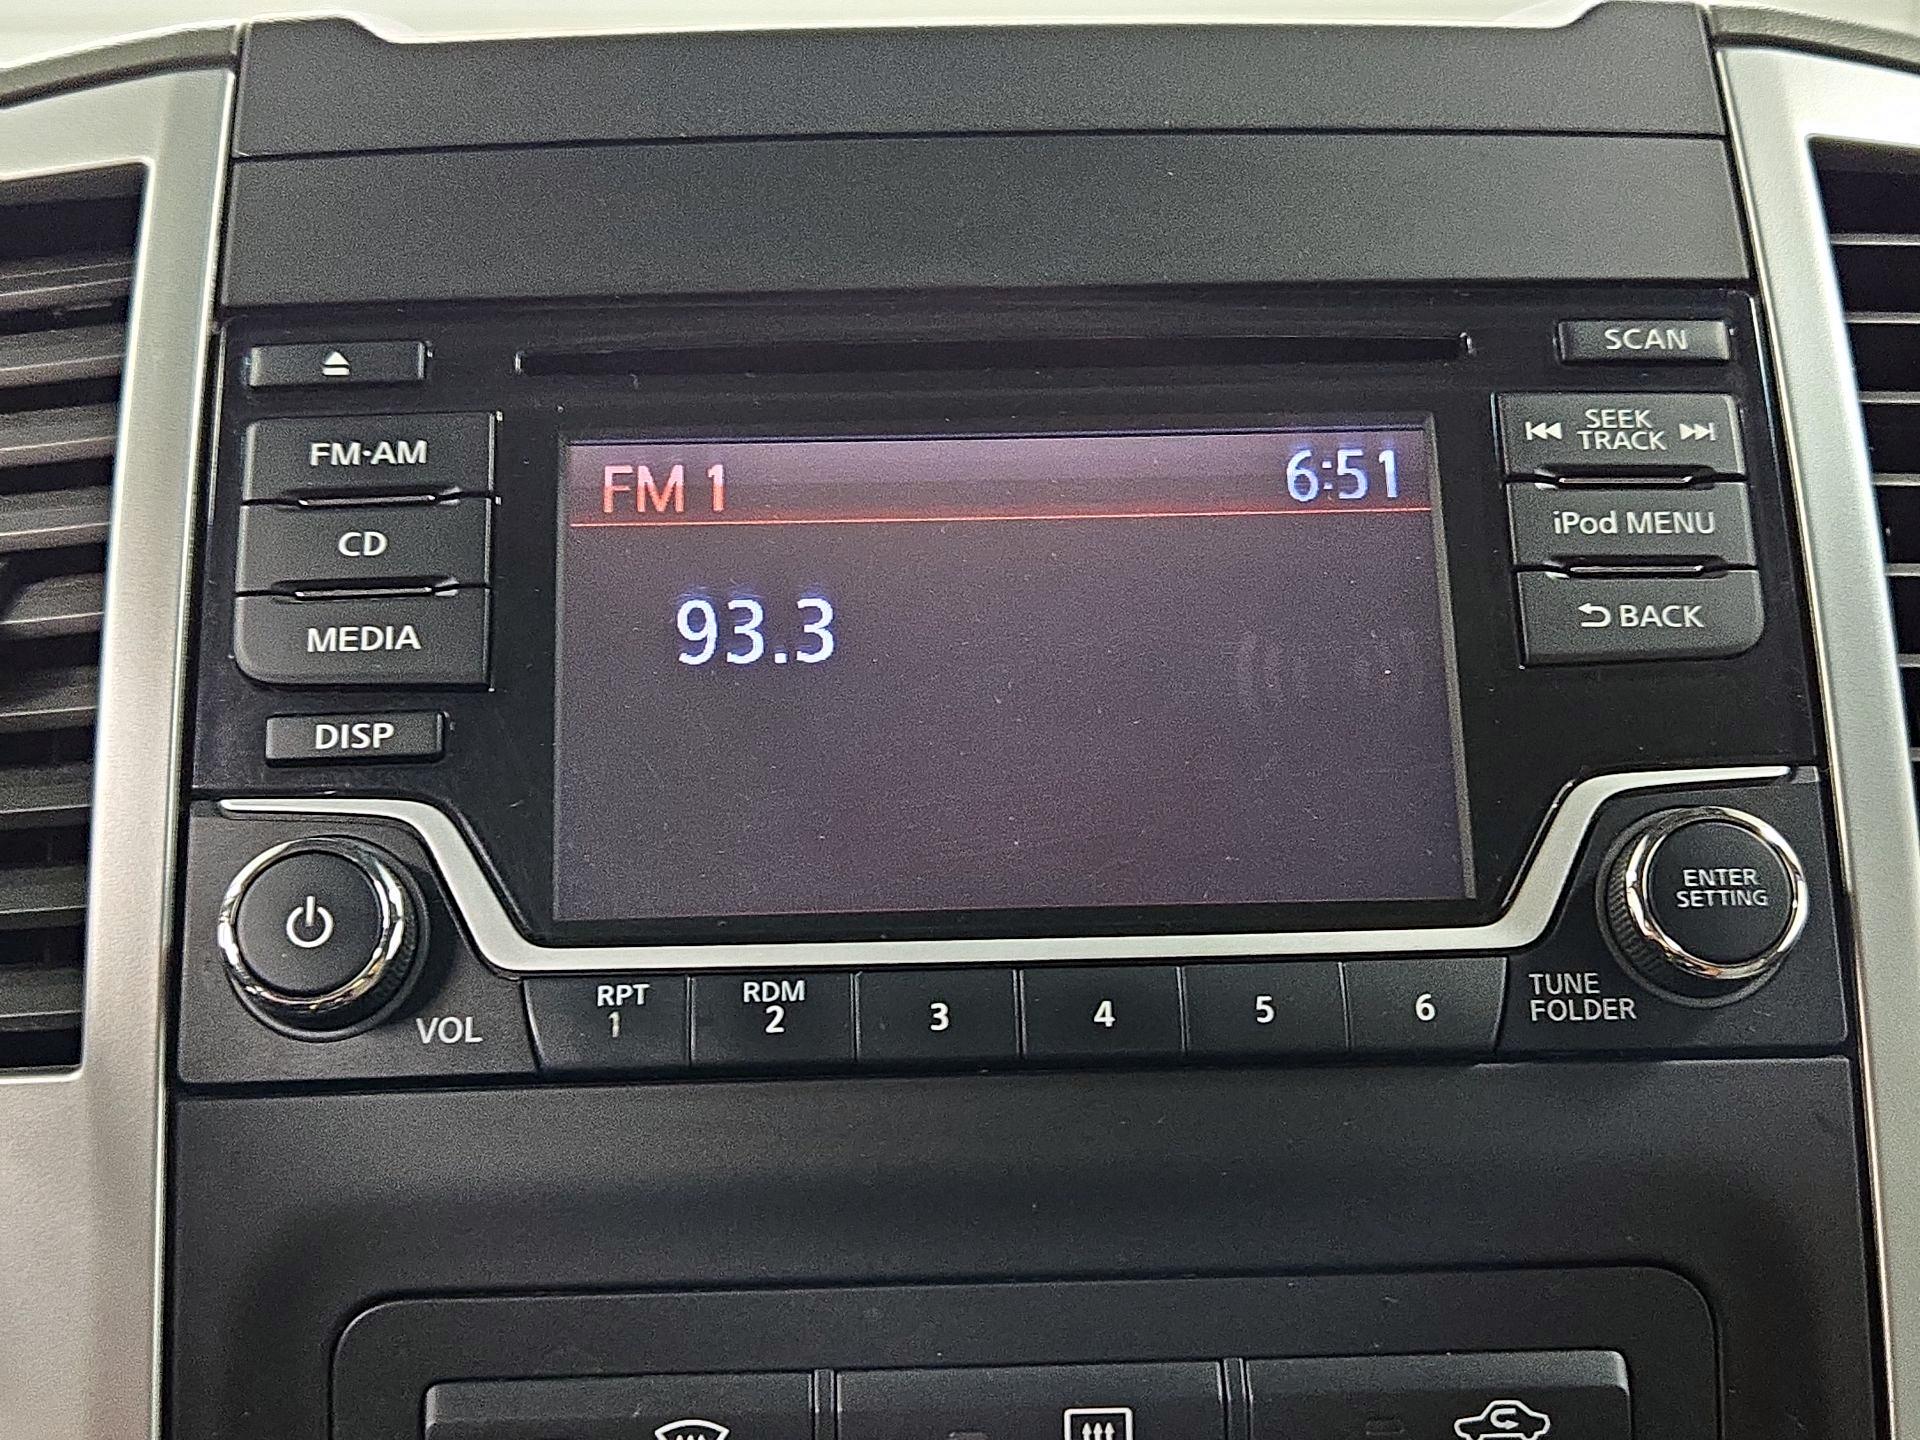 SCAN
FM·AM
SEEK
TRACK
FM 1
6:51
CD
iPod MENU
93.3
MEDIA
BACK
DISP
ENTER
SETTING
VOL
RPT
1
RDM
2
3
4
5
6
TUNE
FOLDER